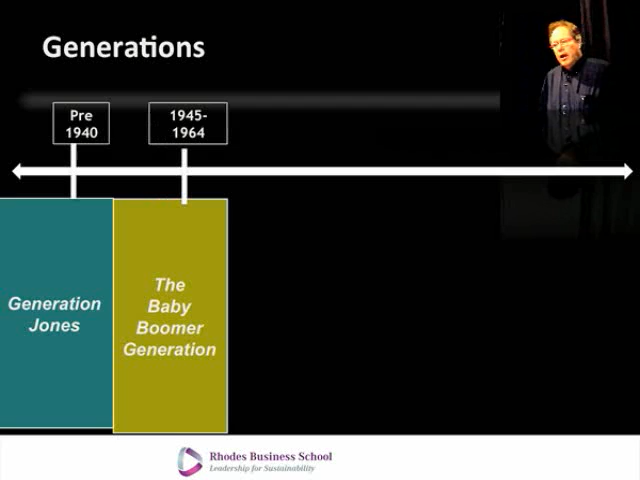 Generations
Pre
1940
1945-
1964
Generation
Jones
The
Baby
Boomer
Generation
Rhodes Business School
Leadership for Sustainability